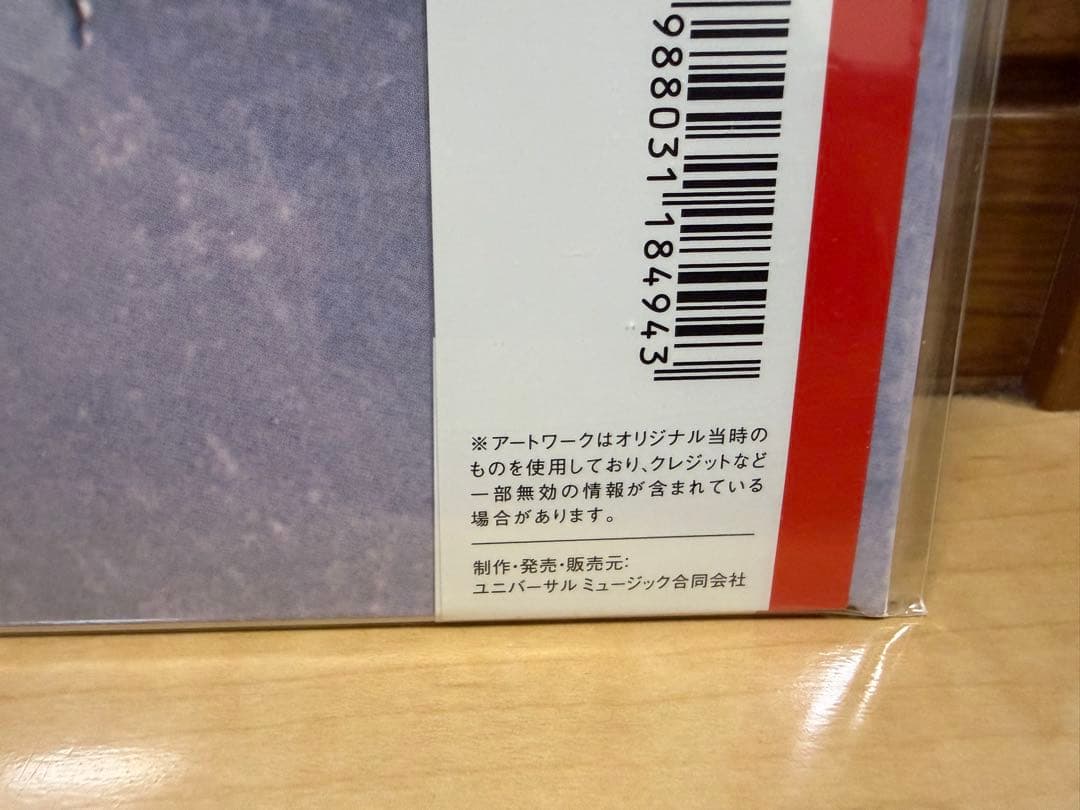 988031 184943
※アートワークはオリジナル当時の
ものを使用しており、クレジットなど
一部無効の情報が含まれている
場合があります。
制作・発売・販売元:
ユニバーサル ミュージック合同会社